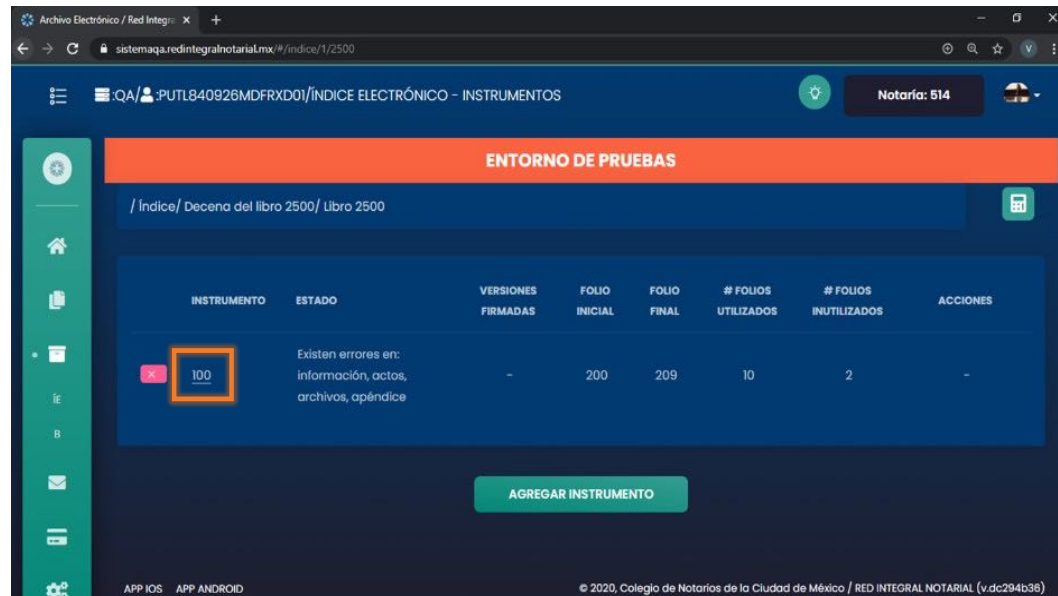 Archivo Electrónico / Red Integra
sistemaqa.redintegralnotarial.mx/#/indice/1/2500
V
:QA/ :PUTL840926MDFRXD01/ÍNDICE ELECTRÓNICO - INSTRUMENTOS
Notaría: 514
ENTORNO DE PRUEBAS
/ Índice/ Decena del libro 2500/ Libro 2500
INSTRUMENTO ESTADO VERSIONES FIRMADAS FOLIO INICIAL FOLIO FINAL # FOLIOS UTILIZADOS # FOLIOS INUTILIZADOS ACCIONES
Existen errores en:
100 información, actos, - 200 209 10 2 -
archivos, apéndice
ÍE
B
AGREGAR INSTRUMENTO
APP IOS APP ANDROID
© 2020, Colegio de Notarios de la Ciudad de México / RED INTEGRAL NOTARIAL (v.dc294b36)